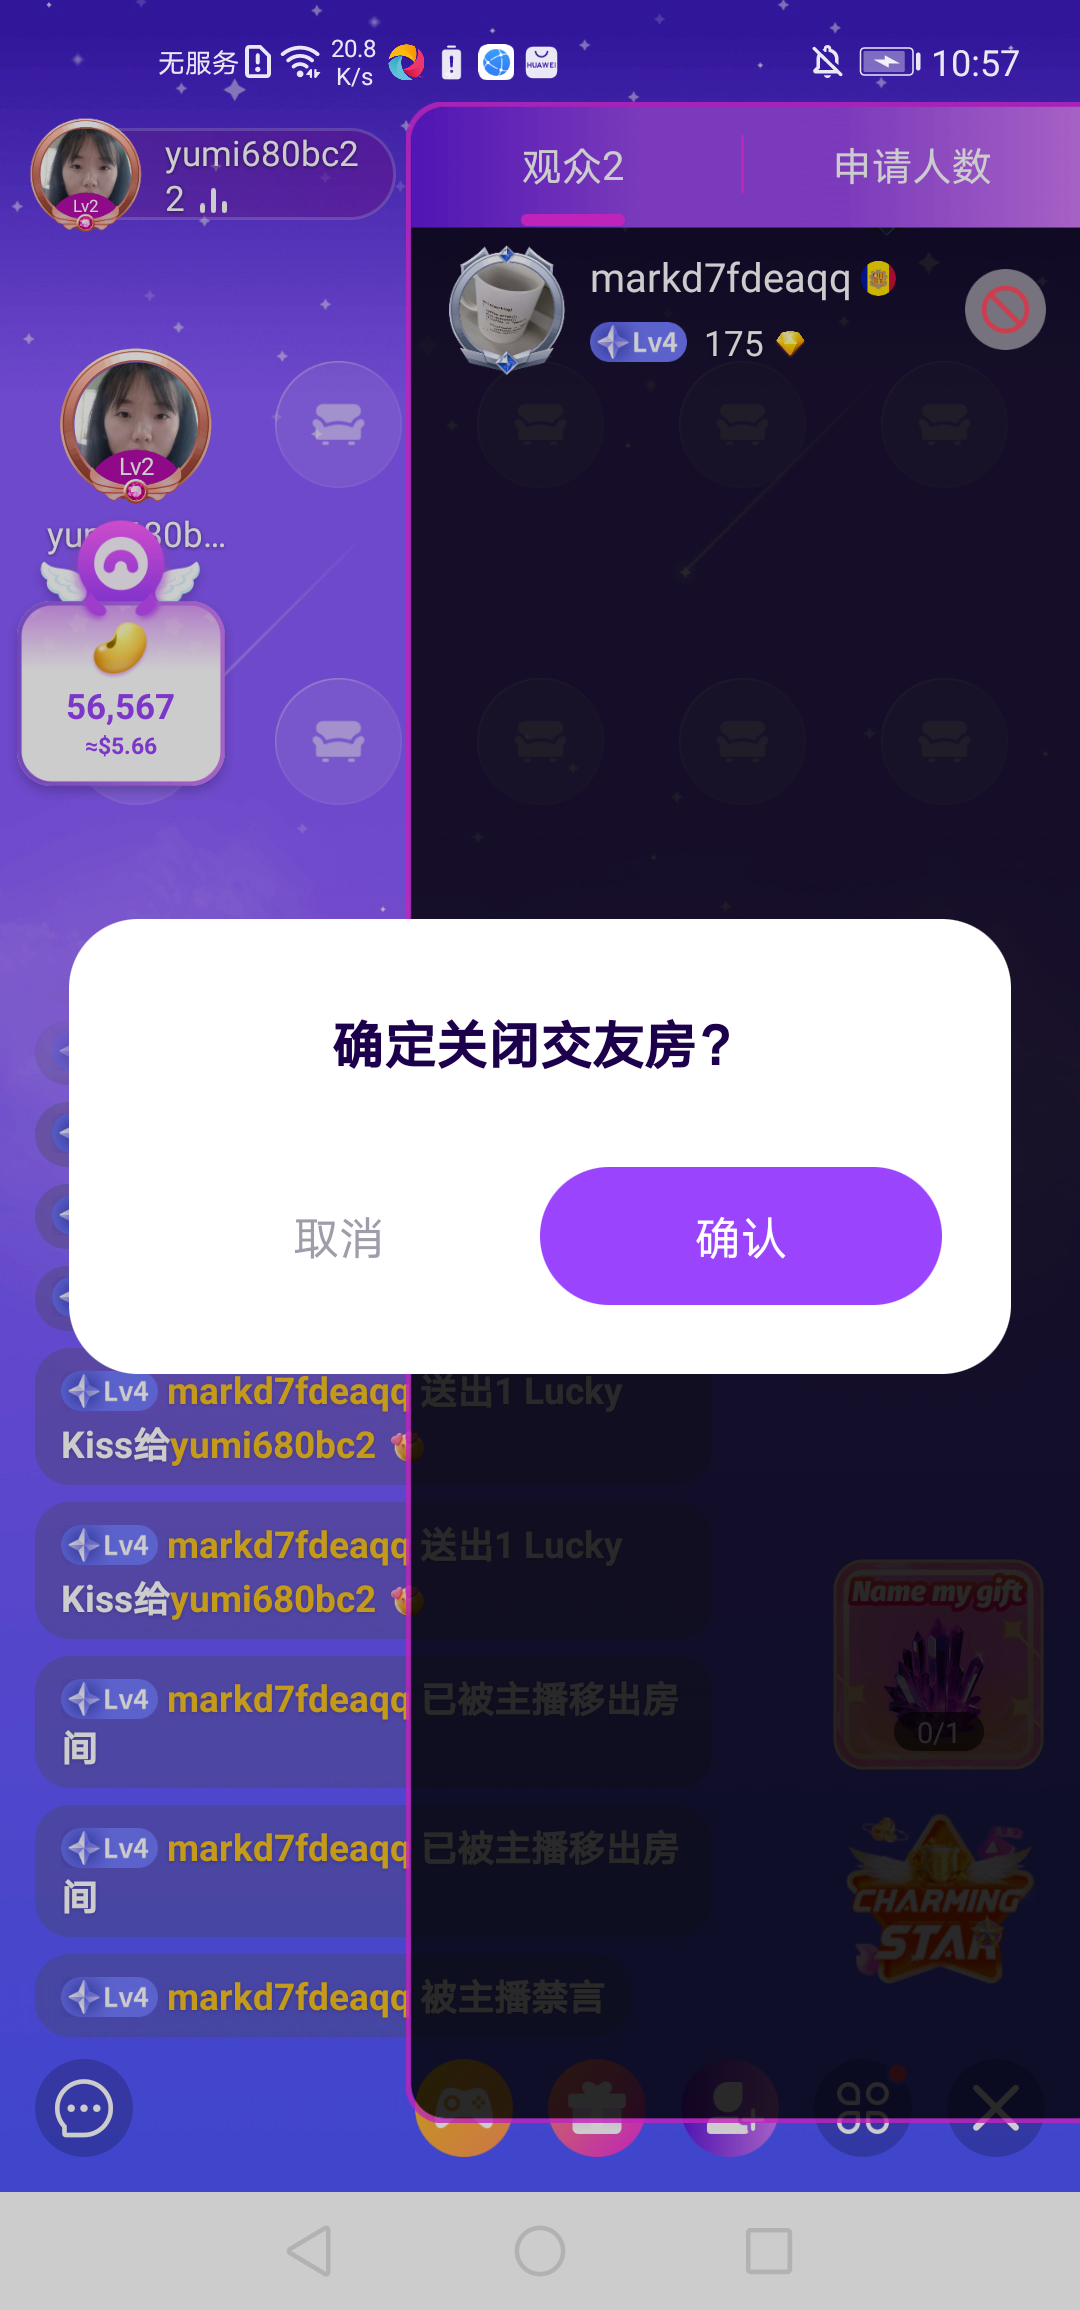 无服务
20.8
K/s
HUAWEI
10:57
yumi680bc2
2
Lv2
观众2
申请人数
markd7fdeaqq
Lv4 175
Lv2
yumi680b...
56,567
≈$5.66
确定关闭交友房?
取消
确认
Lv4 markd7fdeaqq 送出1 Lucky
Kiss给yumi680bc2
Lv4 markd7fdeaqq 送出1 Lucky
Kiss给yumi680bc2
Name my gift
0/1
Lv4 markd7fdeaqq 已被主播移出房
间
Lv4 markd7fdeaqq 已被主播移出房
间
CHARMING
STAR
Lv4 markd7fdeaqq 被主播禁言